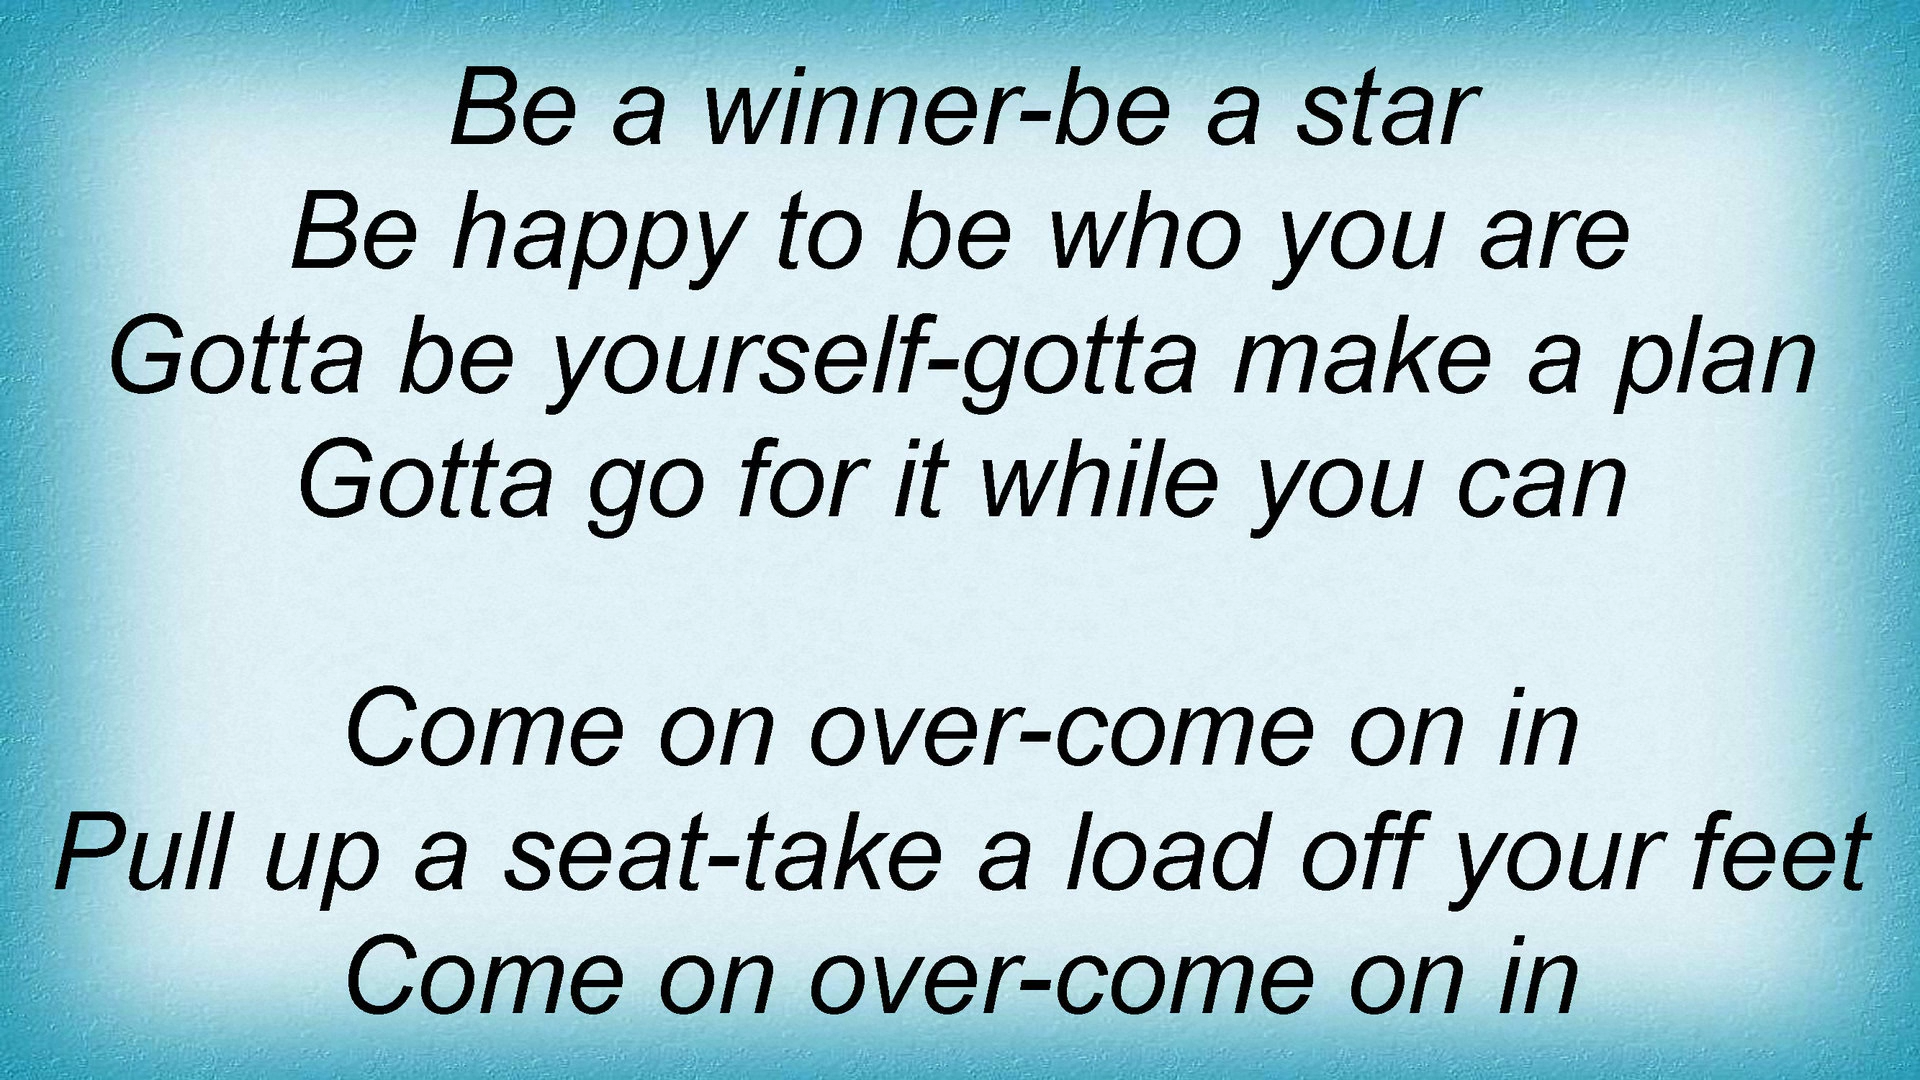 Be a winner-be a star
Be happy to be who you are
Gotta be yourself-gotta make a plan
Gotta go for it while you can
Come on over-come on in
Pull up a seat-take a load off your feet
Come on over-come on in